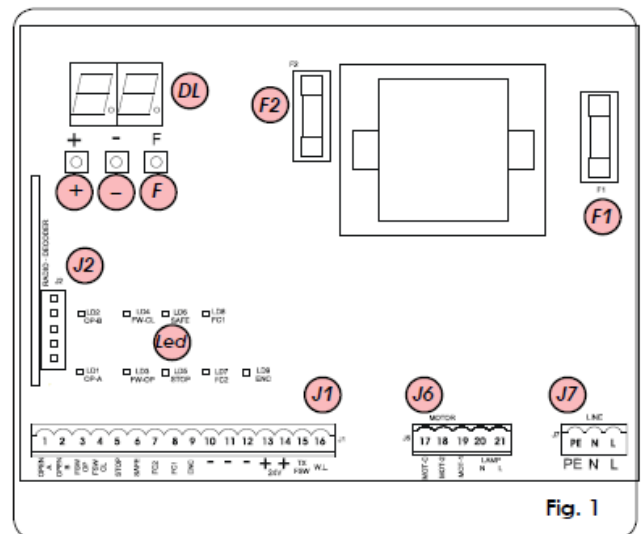 DL
F2
F2
F1
F1
+ - F
+ − F
RADIO - DECODER
J2
J2
LD2
OP-B
LD4
FW-CL
LD6
SAFE
LD8
FC1
Led
LD1
OP-A
LD3
FW-OP
LD5
STOP
LD7
FC2
LD9
ENC
J1
J6
J7
MOTOR
LINE
1 2 3 4 5 6 7 8 9 10 11 12 13 14 15 16
J1
OPEN A
OPEN B
FSW OP
FSW CL
STOP
SAFE
FC2
FC1
ENC
- - - + +
24V
TX FSW
W.L
J6
17 18 19 20 21
MOT-C
MOT-2
MOT-1
LAMP
N L
J7
PE N L
PE N L
Fig. 1